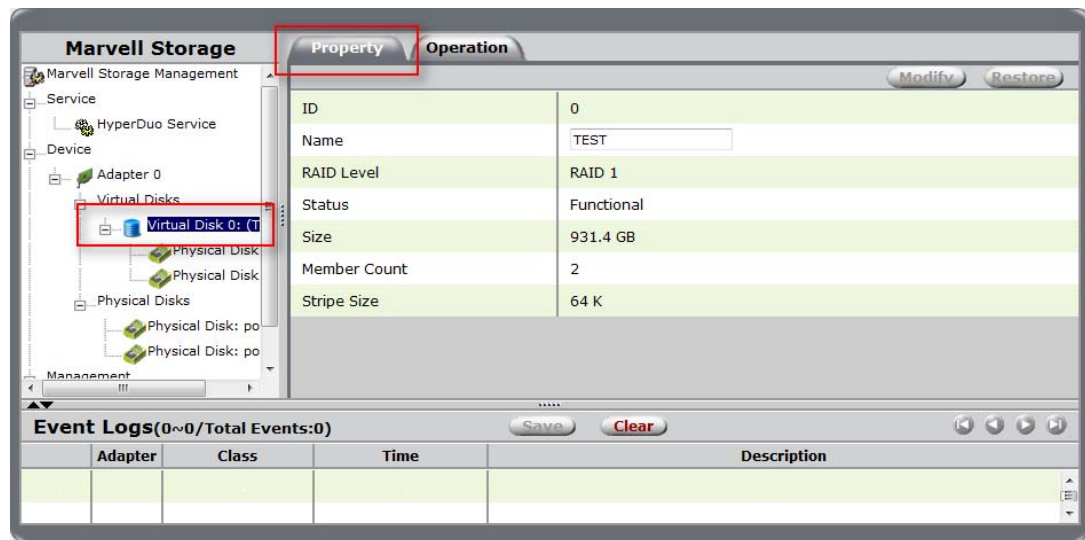 Marvell Storage
Property
Operation
Marvell Storage Management
Modify
Restore
Service
HyperDuo Service
Device
Adapter 0
Virtual Disks
Virtual Disk 0: (T
Physical Disk
Physical Disk
Physical Disks
Physical Disk: po
Physical Disk: po
Management
ID 0
Name TEST
RAID Level RAID 1
Status Functional
Size 931.4 GB
Member Count 2
Stripe Size 64 K
Event Logs(0~0/Total Events:0)
Save
Clear
Adapter Class Time Description